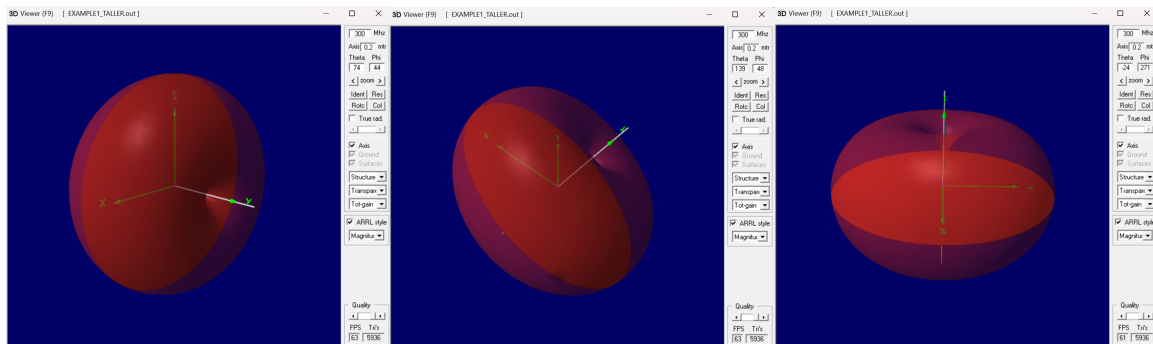 3D Viewer (F9)    [ EXAMPLE1_TALLER.out ]
300 Mhz
Axis 0.2 mtr
Theta Phi
74 44
< zoom >
Ident Res
Rotc Col
True rad.
Axis
Ground
Surfaces
Structure
Transpare
Tot-gain
ARRL style
Magnitu
Quality
FPS Tri's
63 5936
Z
X
Y
3D Viewer (F9)    [ EXAMPLE1_TALLER.out ]
300 Mhz
Axis 0.2 mtr
Theta Phi
139 48
< zoom >
Ident Res
Rotc Col
True rad.
Axis
Ground
Surfaces
Structure
Transpare
Tot-gain
ARRL style
Magnitu
Quality
FPS Tri's
63 5936
X
Y
3D Viewer (F9)    [ EXAMPLE1_TALLER.out ]
300 Mhz
Axis 0.2 mtr
Theta Phi
-24 271
< zoom >
Ident Res
Rotc Col
True rad.
Axis
Ground
Surfaces
Structure
Transpare
Tot-gain
ARRL style
Magnitu
Quality
FPS Tri's
61 5936
X